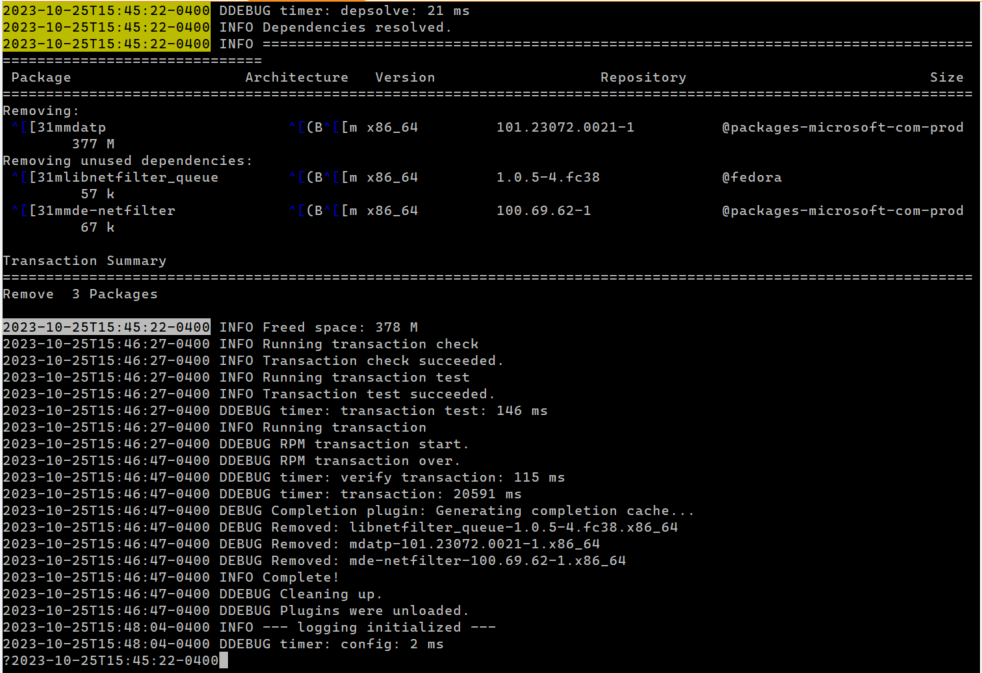 2023-10-25T15:45:22-0400 DDEBUG timer: depsolve: 21 ms
2023-10-25T15:45:22-0400 INFO Dependencies resolved.
2023-10-25T15:45:22-0400 INFO ==================================================================================
==============================
 Package                    Architecture   Version                   Repository                            Size
================================================================================================================
Removing:
 ^[[31mmdatp                     ^[(B^[[m x86_64         101.23072.0021-1          @packages-microsoft-com-prod
        377 M
Removing unused dependencies:
 ^[[31mlibnetfilter_queue        ^[(B^[[m x86_64         1.0.5-4.fc38              @fedora
         57 k
 ^[[31mmde-netfilter             ^[(B^[[m x86_64         100.69.62-1               @packages-microsoft-com-prod
         67 k
Transaction Summary
================================================================================================================
Remove  3 Packages
2023-10-25T15:45:22-0400 INFO Freed space: 378 M
2023-10-25T15:46:27-0400 INFO Running transaction check
2023-10-25T15:46:27-0400 INFO Transaction check succeeded.
2023-10-25T15:46:27-0400 INFO Running transaction test
2023-10-25T15:46:27-0400 INFO Transaction test succeeded.
2023-10-25T15:46:27-0400 DDEBUG timer: transaction test: 146 ms
2023-10-25T15:46:27-0400 INFO Running transaction
2023-10-25T15:46:27-0400 DDEBUG RPM transaction start.
2023-10-25T15:46:47-0400 DDEBUG RPM transaction over.
2023-10-25T15:46:47-0400 DDEBUG timer: verify transaction: 115 ms
2023-10-25T15:46:47-0400 DDEBUG timer: transaction: 20591 ms
2023-10-25T15:46:47-0400 DEBUG Completion plugin: Generating completion cache...
2023-10-25T15:46:47-0400 DEBUG Removed: libnetfilter_queue-1.0.5-4.fc38.x86_64
2023-10-25T15:46:47-0400 DEBUG Removed: mdatp-101.23072.0021-1.x86_64
2023-10-25T15:46:47-0400 DEBUG Removed: mde-netfilter-100.69.62-1.x86_64
2023-10-25T15:46:47-0400 INFO Complete!
2023-10-25T15:46:47-0400 DDEBUG Cleaning up.
2023-10-25T15:46:47-0400 DDEBUG Plugins were unloaded.
2023-10-25T15:48:04-0400 INFO --- logging initialized ---
2023-10-25T15:48:04-0400 DDEBUG timer: config: 2 ms
?2023-10-25T15:45:22-0400